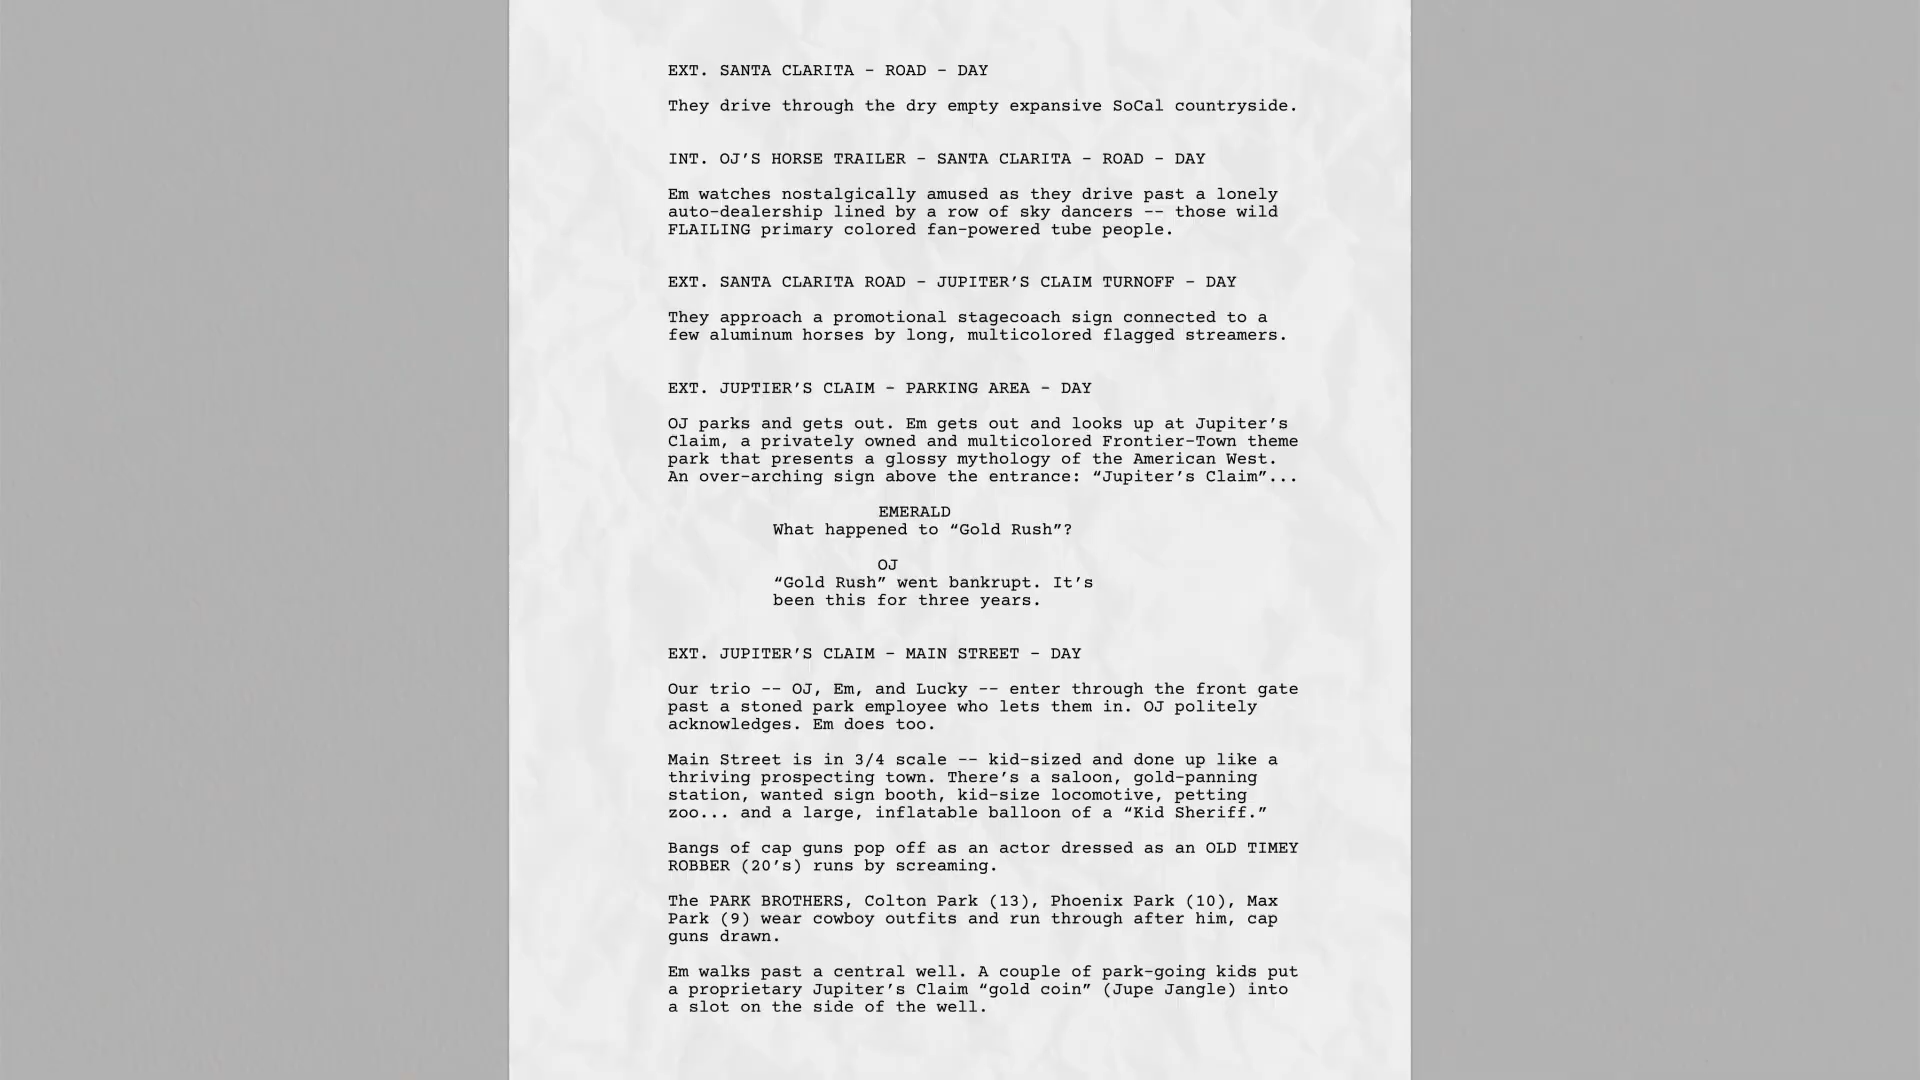 EXT. SANTA CLARITA - ROAD - DAY
They drive through the dry empty expansive SoCal countryside.
INT. OJ’S HORSE TRAILER - SANTA CLARITA - ROAD - DAY
Em watches nostalgically amused as they drive past a lonely
auto-dealership lined by a row of sky dancers -- those wild
FLAILING primary colored fan-powered tube people.
EXT. SANTA CLARITA ROAD - JUPITER’S CLAIM TURNOFF - DAY
They approach a promotional stagecoach sign connected to a
few aluminum horses by long, multicolored flagged streamers.
EXT. JUPTIER’S CLAIM - PARKING AREA - DAY
OJ parks and gets out. Em gets out and looks up at Jupiter’s
Claim, a privately owned and multicolored Frontier-Town theme
park that presents a glossy mythology of the American West.
An over-arching sign above the entrance: “Jupiter’s Claim”...
EMERALD
What happened to “Gold Rush”?
OJ
“Gold Rush” went bankrupt. It’s
been this for three years.
EXT. JUPITER’S CLAIM - MAIN STREET - DAY
Our trio -- OJ, Em, and Lucky -- enter through the front gate
past a stoned park employee who lets them in. OJ politely
acknowledges. Em does too.
Main Street is in 3/4 scale -- kid-sized and done up like a
thriving prospecting town. There’s a saloon, gold-panning
station, wanted sign booth, kid-size locomotive, petting
zoo... and a large, inflatable balloon of a “Kid Sheriff.”
Bangs of cap guns pop off as an actor dressed as an OLD TIMEY
ROBBER (20’s) runs by screaming.
The PARK BROTHERS, Colton Park (13), Phoenix Park (10), Max
Park (9) wear cowboy outfits and run through after him, cap
guns drawn.
Em walks past a central well. A couple of park-going kids put
a proprietary Jupiter’s Claim “gold coin” (Jupe Jangle) into
a slot on the side of the well.